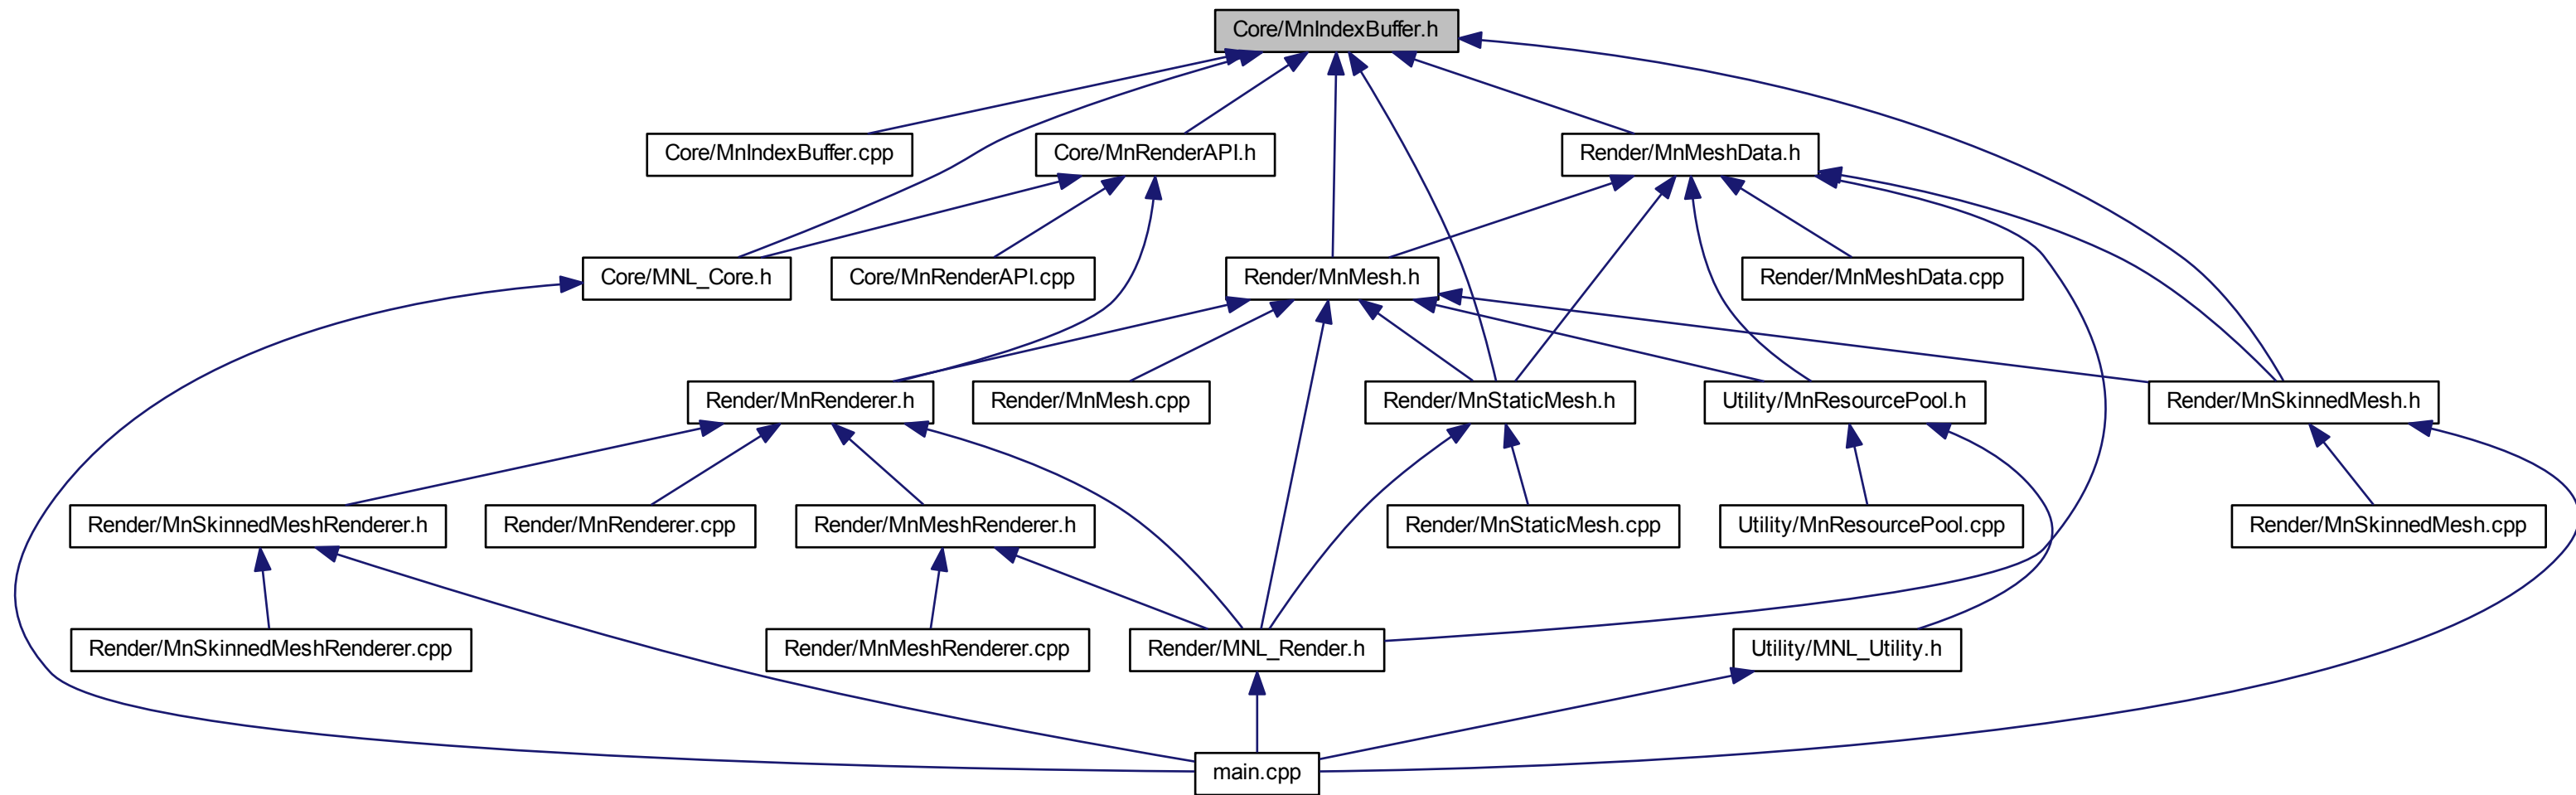 Core/MnIndexBuffer.h
Core/MnIndexBuffer.cpp
Core/MnRenderAPI.h
Render/MnMeshData.h
Core/MNL_Core.h
Core/MnRenderAPI.cpp
Render/MnMesh.h
Render/MnMeshData.cpp
Render/MnRenderer.h
Render/MnMesh.cpp
Render/MnStaticMesh.h
Utility/MnResourcePool.h
Render/MnSkinnedMesh.h
Render/MnSkinnedMeshRenderer.h
Render/MnRenderer.cpp
Render/MnMeshRenderer.h
Render/MnStaticMesh.cpp
Utility/MnResourcePool.cpp
Render/MnSkinnedMesh.cpp
Render/MnSkinnedMeshRenderer.cpp
Render/MnMeshRenderer.cpp
Render/MNL_Render.h
Utility/MNL_Utility.h
main.cpp